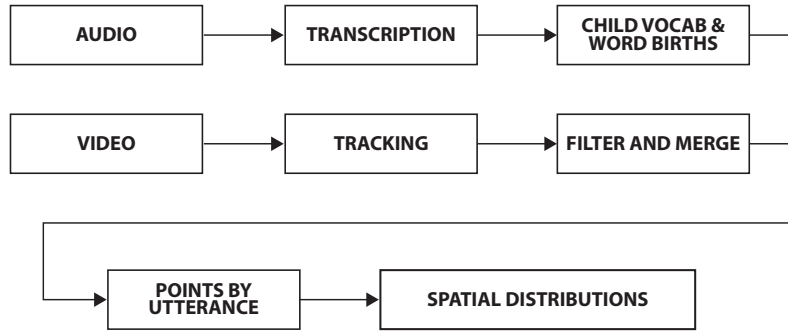 AUDIO
TRANSCRIPTION
CHILD VOCAB &
WORD BIRTHS
VIDEO
TRACKING
FILTER AND MERGE
POINTS BY
UTTERANCE
SPATIAL DISTRIBUTIONS